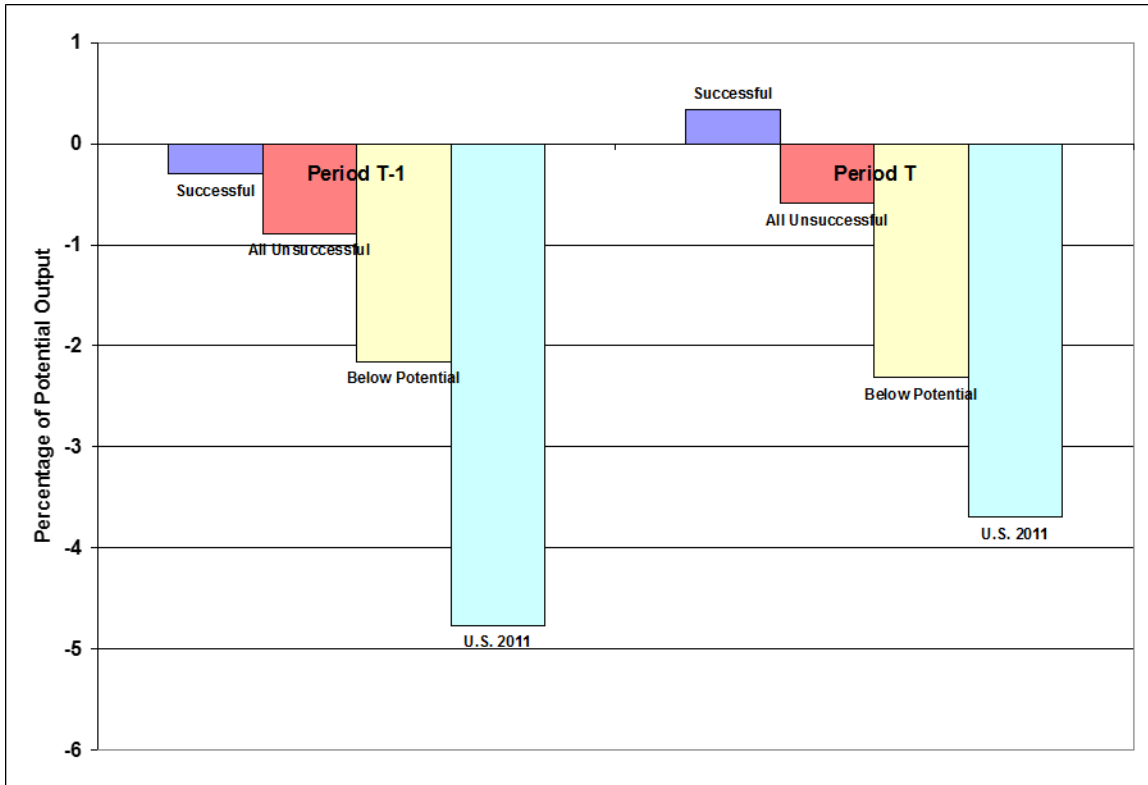 1
Successful
0
Period T-1
Period T
Successful
All Unsuccessful
-1
All Unsuccessful
-2
Below Potential
Below Potential
-3
-4
U.S. 2011
-5
U.S. 2011
-6
Percentage of Potential Output